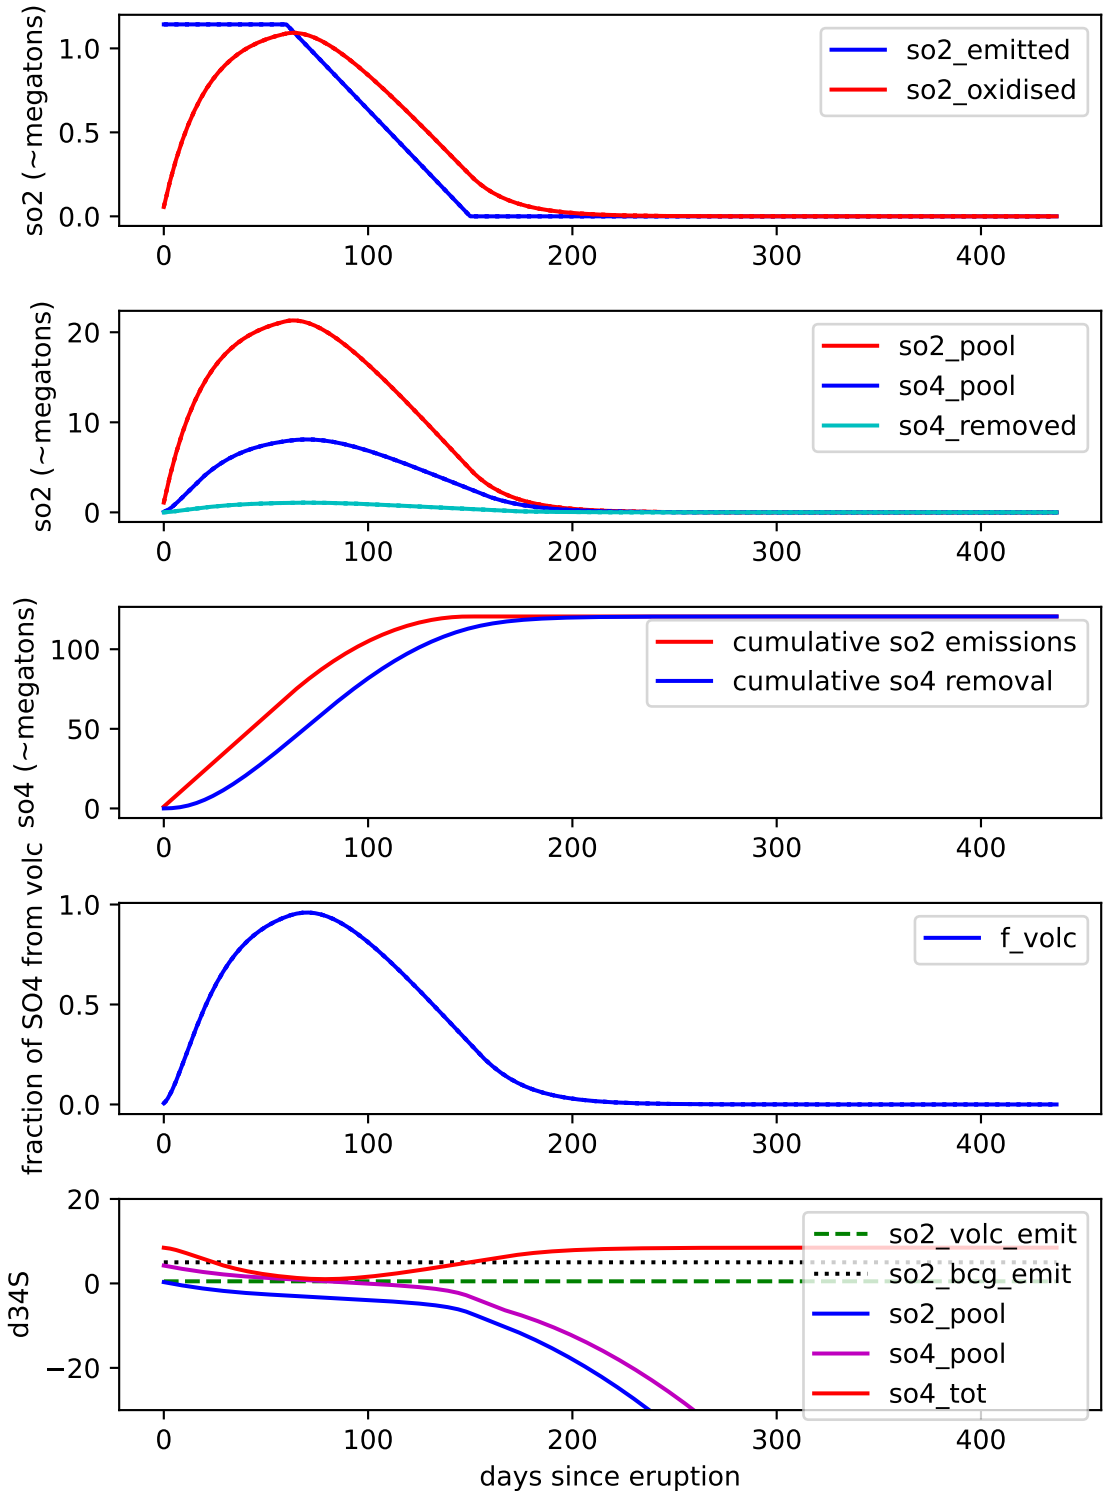 so2 (~megatons)
1.0
0.5
0.0
so2_emitted
so2_oxidised
0 100 200 300 400
so2 (~megatons)
20
10
0
so2_pool
so4_pool
so4_removed
0 100 200 300 400
so4 (~megatons)
100
50
0
cumulative so2 emissions
cumulative so4 removal
0 100 200 300 400
fraction of SO4 from volc
1.0
0.5
0.0
f_volc
0 100 200 300 400
d34S
20
0
−20
so2_volc_emit
so2_bcg_emit
so2_pool
so4_pool
so4_tot
0 100 200 300 400
days since eruption